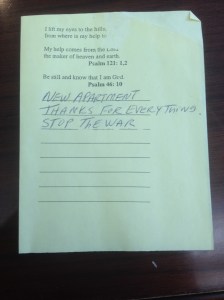 I lift my eyes to the hills,
from where is my help to
My help comes from the Lord
the maker of heaven and earth.
Psalm 121: 1,2
Be still and know that I am God.
Psalm 46: 10
NEW APARTMENT
THANKS FOR EVERYTHING
STOP THE WAR